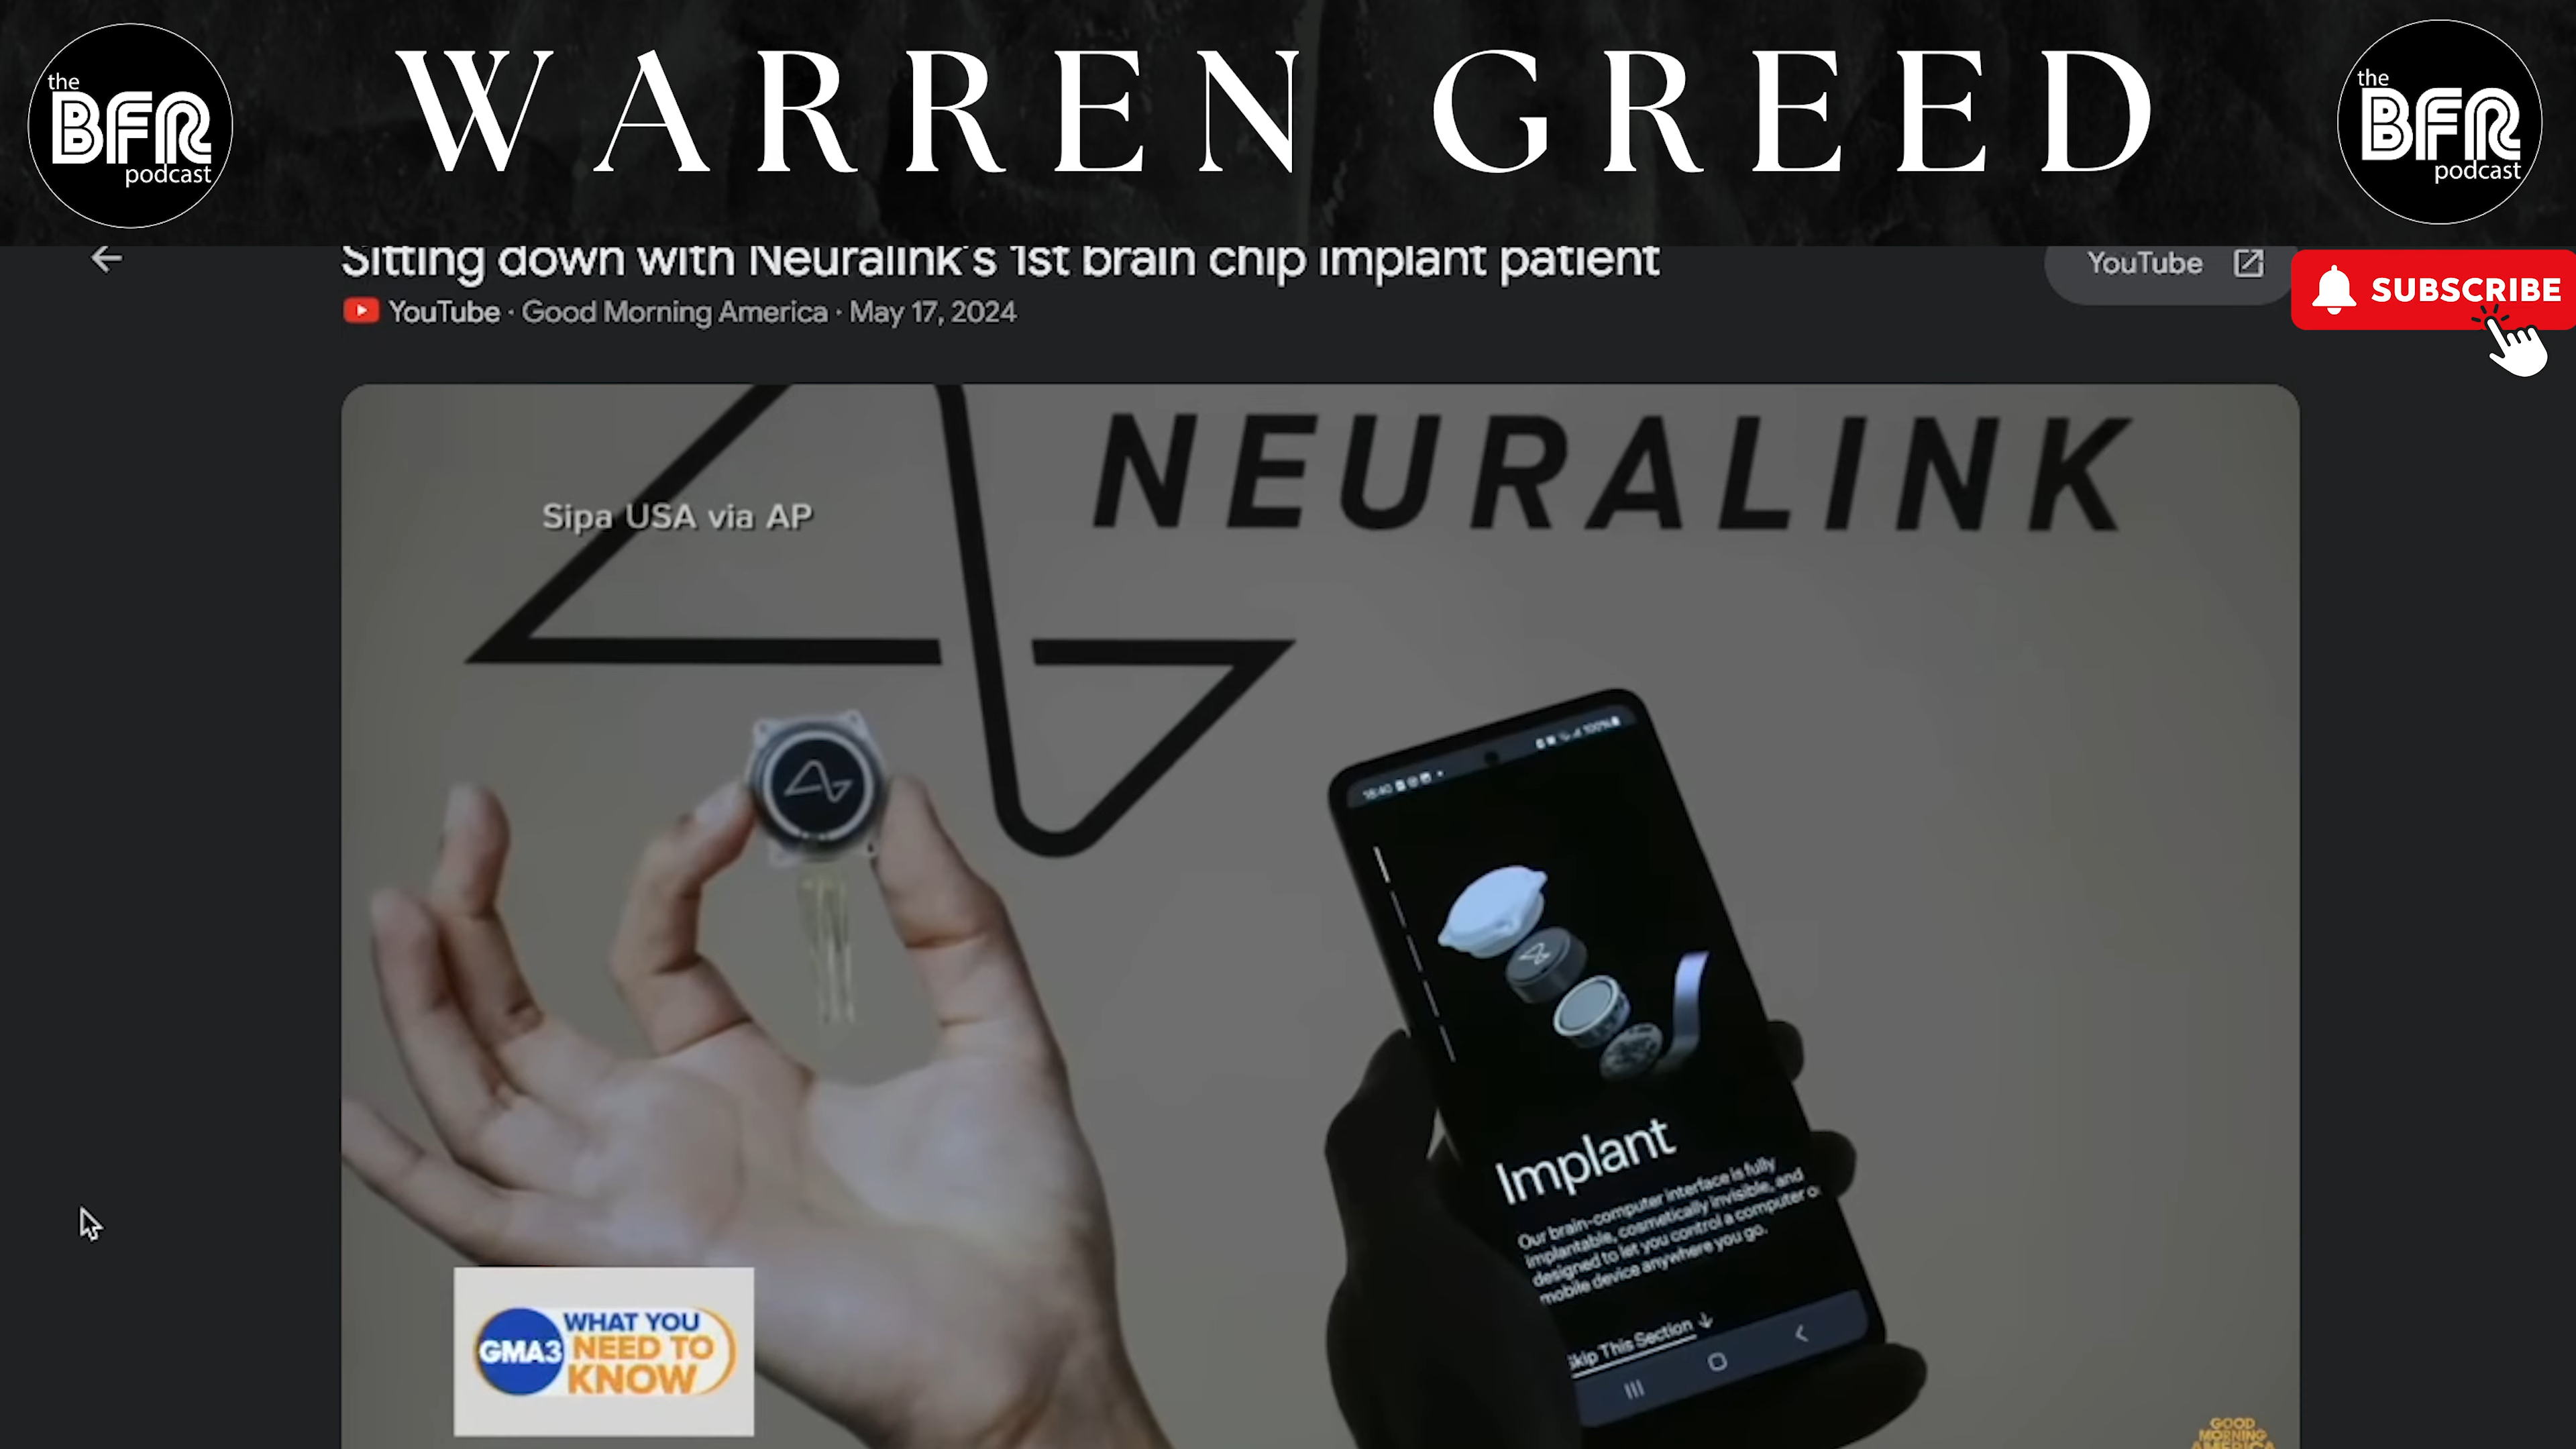 the
BFR
podcast
WARREN GREED
the
BFR
podcast
Sitting down with Neuralink's 1st brain chip implant patient
YouTube · Good Morning America · May 17, 2024
YouTube
SUBSCRIBE
NEURALINK
Sipa USA via AP
Implant
Our brain-computer interface is fully
implantable, cosmetically invisible, and
designed to let you control a computer o
mobile device anywhere you go.
Skip This Section ↓
GMA3
WHAT YOU
NEED TO
KNOW
GOOD
MORNING
AMERICA